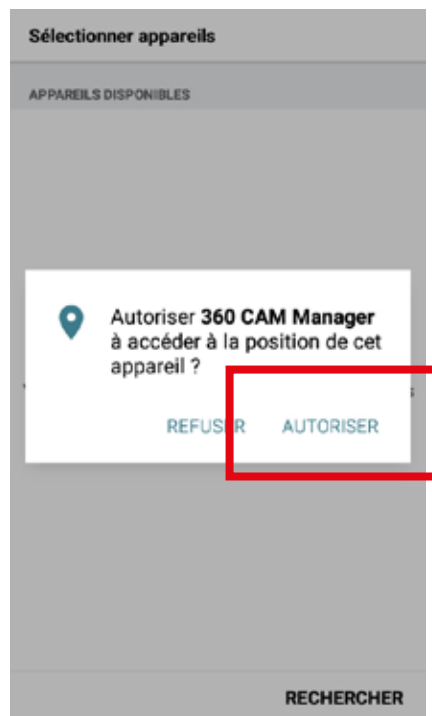 Sélectionner appareils
APPAREILS DISPONIBLES
Autoriser 360 CAM Manager
à accéder à la position de cet
appareil ?
REFUSER AUTORISER
RECHERCHER